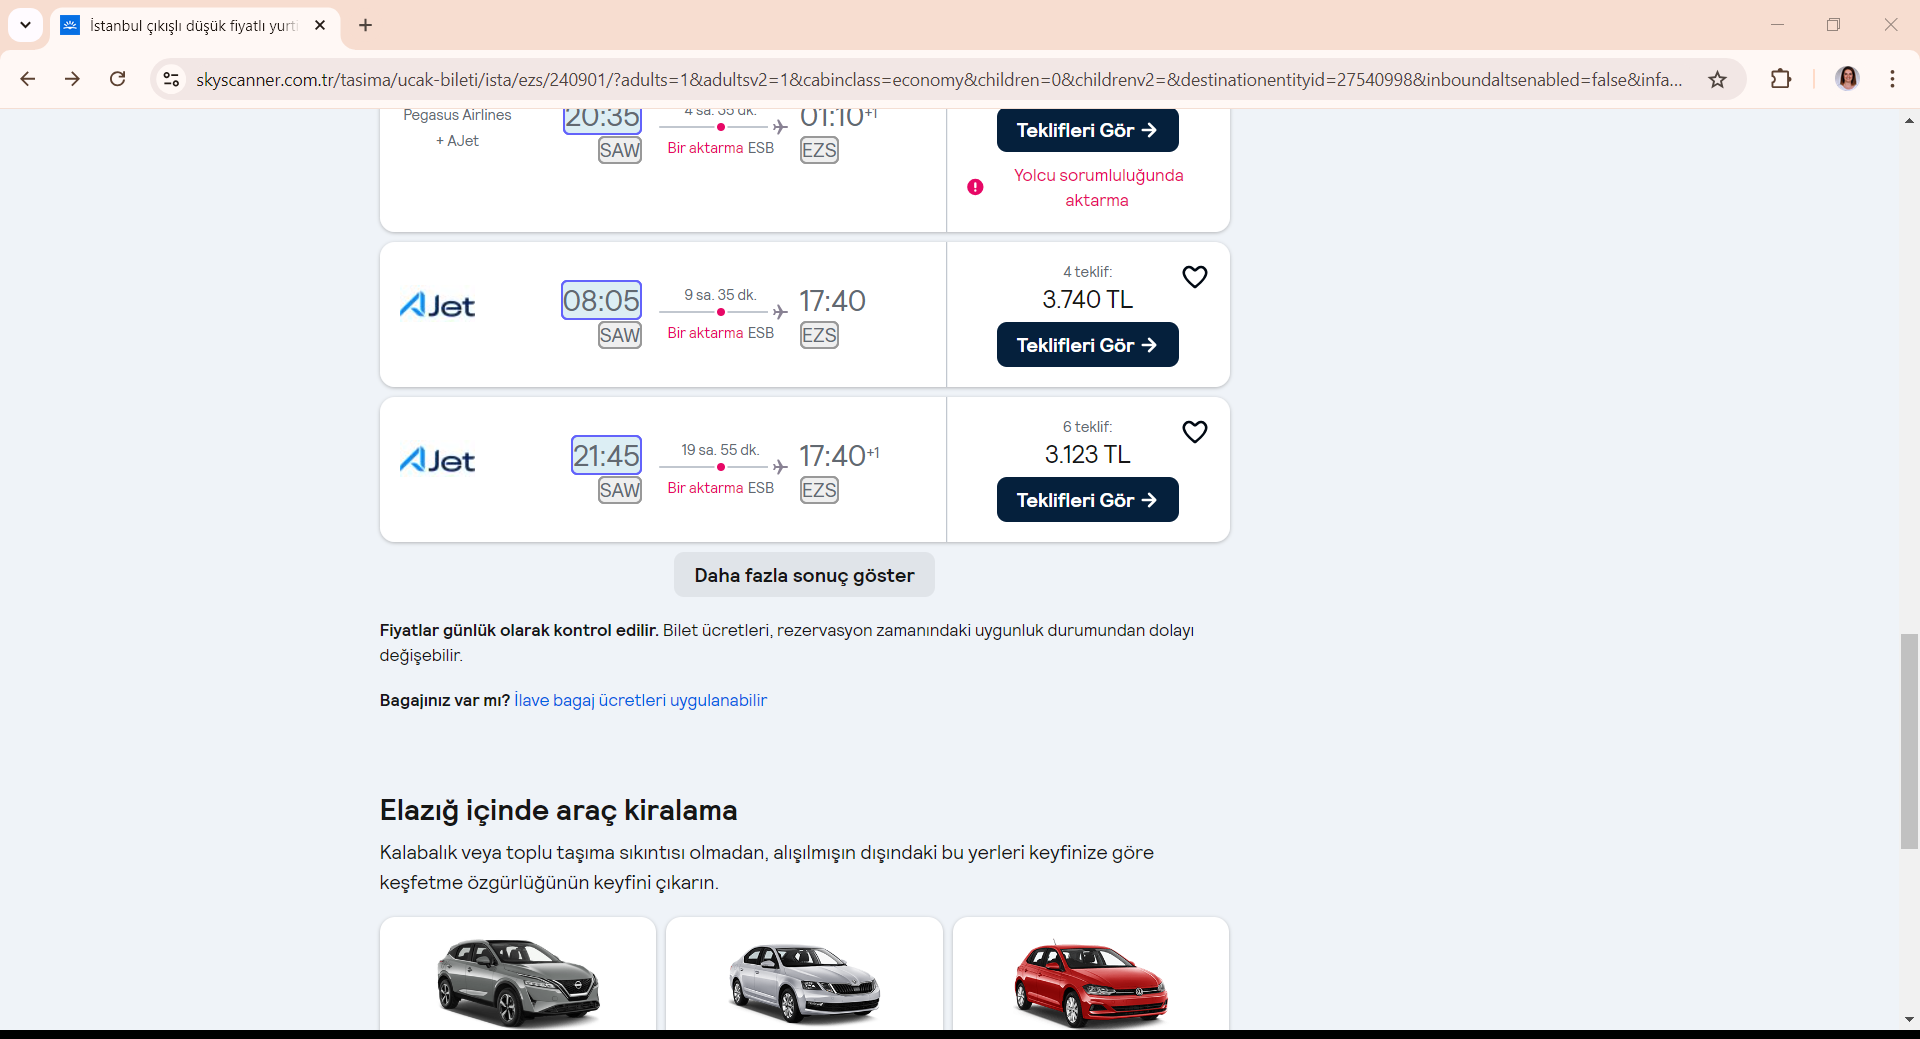 İstanbul çıkışlı düşük fiyatlı yurti
skyscanner.com.tr/tasima/ucak-bileti/ista/ezs/240901/?adults=1&adultsv2=1&cabinclass=economy&children=0&childrenv2=&destinationentityid=27540998&inboundaltsenabled=false&infa...
Pegasus Airlines
+ AJet
20:35
SAW
4 sa. 35 dk.
Bir aktarma ESB
01:10+1
EZS
Teklifleri Gör →
Yolcu sorumluluğunda
aktarma
AJet
08:05
SAW
9 sa. 35 dk.
Bir aktarma ESB
17:40
EZS
4 teklif:
3.740 TL
Teklifleri Gör →
AJet
21:45
SAW
19 sa. 55 dk.
Bir aktarma ESB
17:40+1
EZS
6 teklif:
3.123 TL
Teklifleri Gör →
Daha fazla sonuç göster
Fiyatlar günlük olarak kontrol edilir. Bilet ücretleri, rezervasyon zamanındaki uygunluk durumundan dolayı
değişebilir.
Bagajınız var mı? İlave bagaj ücretleri uygulanabilir
Elazığ içinde araç kiralama
Kalabalık veya toplu taşıma sıkıntısı olmadan, alışılmışın dışındaki bu yerleri keyfinize göre
keşfetme özgürlüğünün keyfini çıkarın.